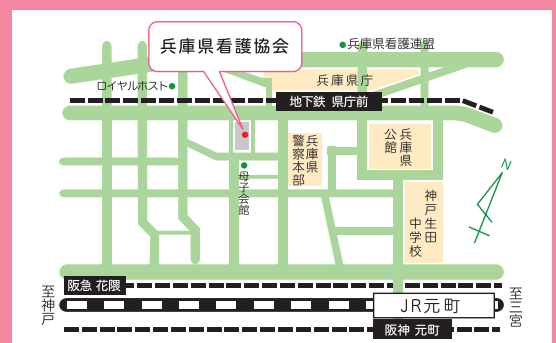 兵庫県看護協会
兵庫県看護連盟
兵庫県庁
ロイヤルホスト
地下鉄 県庁前
兵庫県
公館
兵庫県
警察本部
母子会館
N
神戸生田
中学校
阪急 花隈
至神戸
JR元町
至三宮
阪神 元町